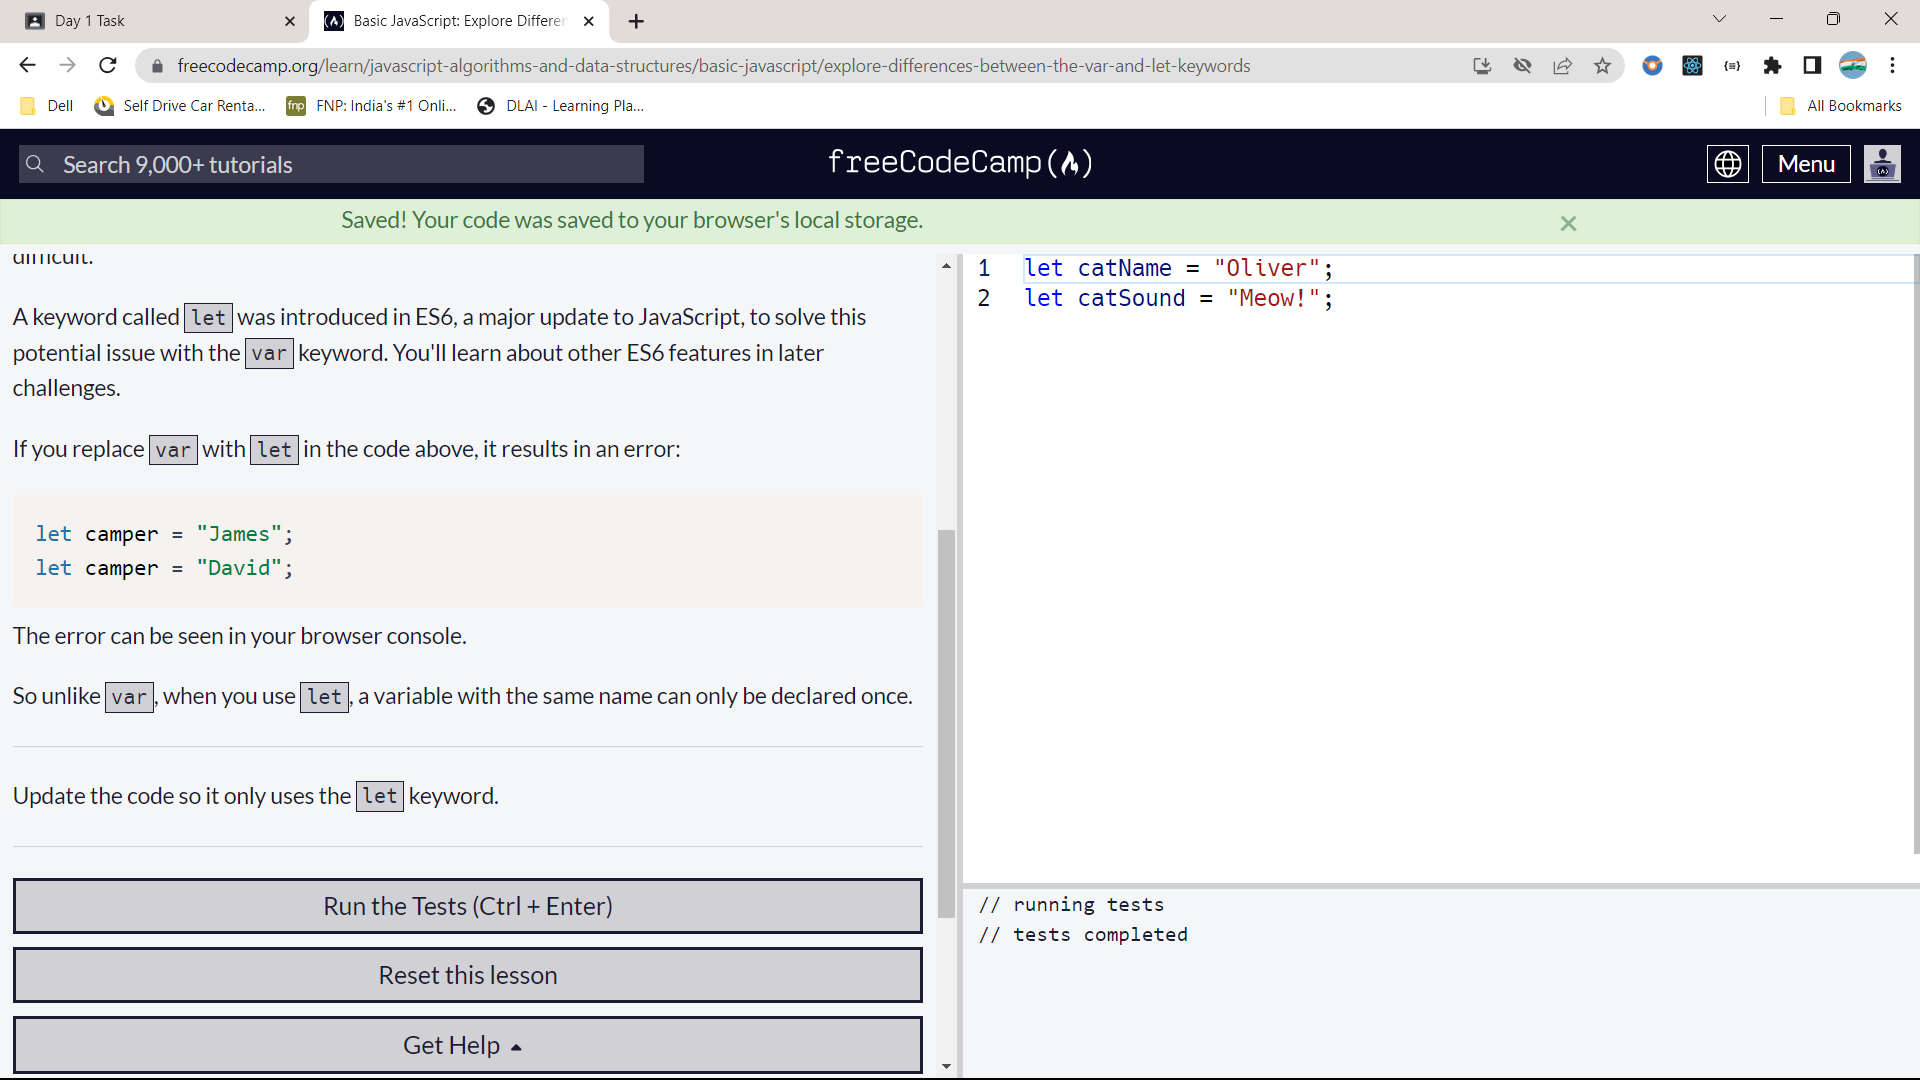 Day 1 Task
Basic JavaScript: Explore Differen
freecodecamp.org/learn/javascript-algorithms-and-data-structures/basic-javascript/explore-differences-between-the-var-and-let-keywords
Dell
Self Drive Car Renta...
fnp FNP: India's #1 Onli...
DLAI - Learning Pla...
All Bookmarks
Search 9,000+ tutorials
freeCodeCamp
Menu
Saved! Your code was saved to your browser's local storage.
difficult.
A keyword called let was introduced in ES6, a major update to JavaScript, to solve this
potential issue with the var keyword. You'll learn about other ES6 features in later
challenges.
If you replace var with let in the code above, it results in an error:
let camper = "James";
let camper = "David";
The error can be seen in your browser console.
So unlike var, when you use let, a variable with the same name can only be declared once.
Update the code so it only uses the let keyword.
Run the Tests (Ctrl + Enter)
Reset this lesson
Get Help
1 let catName = "Oliver";
2 let catSound = "Meow!";
// running tests
// tests completed